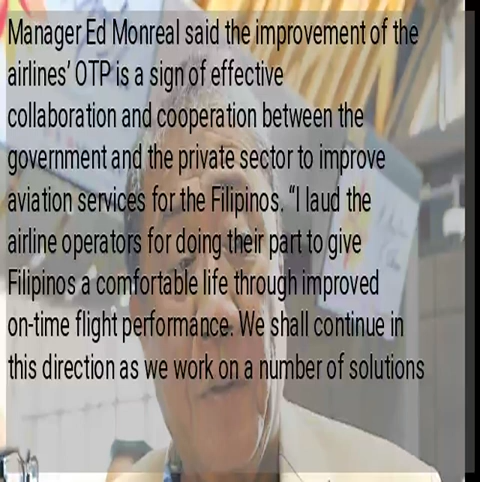 Manager Ed Monreal said the improvement of the
airlines’ OTP is a sign of effective
collaboration and cooperation between the
government and the private sector to improve
aviation services for the Filipinos. “I laud the
airline operators for doing their part to give
Filipinos a comfortable life through improved
on-time flight performance. We shall continue in
this direction as we work on a number of solutions